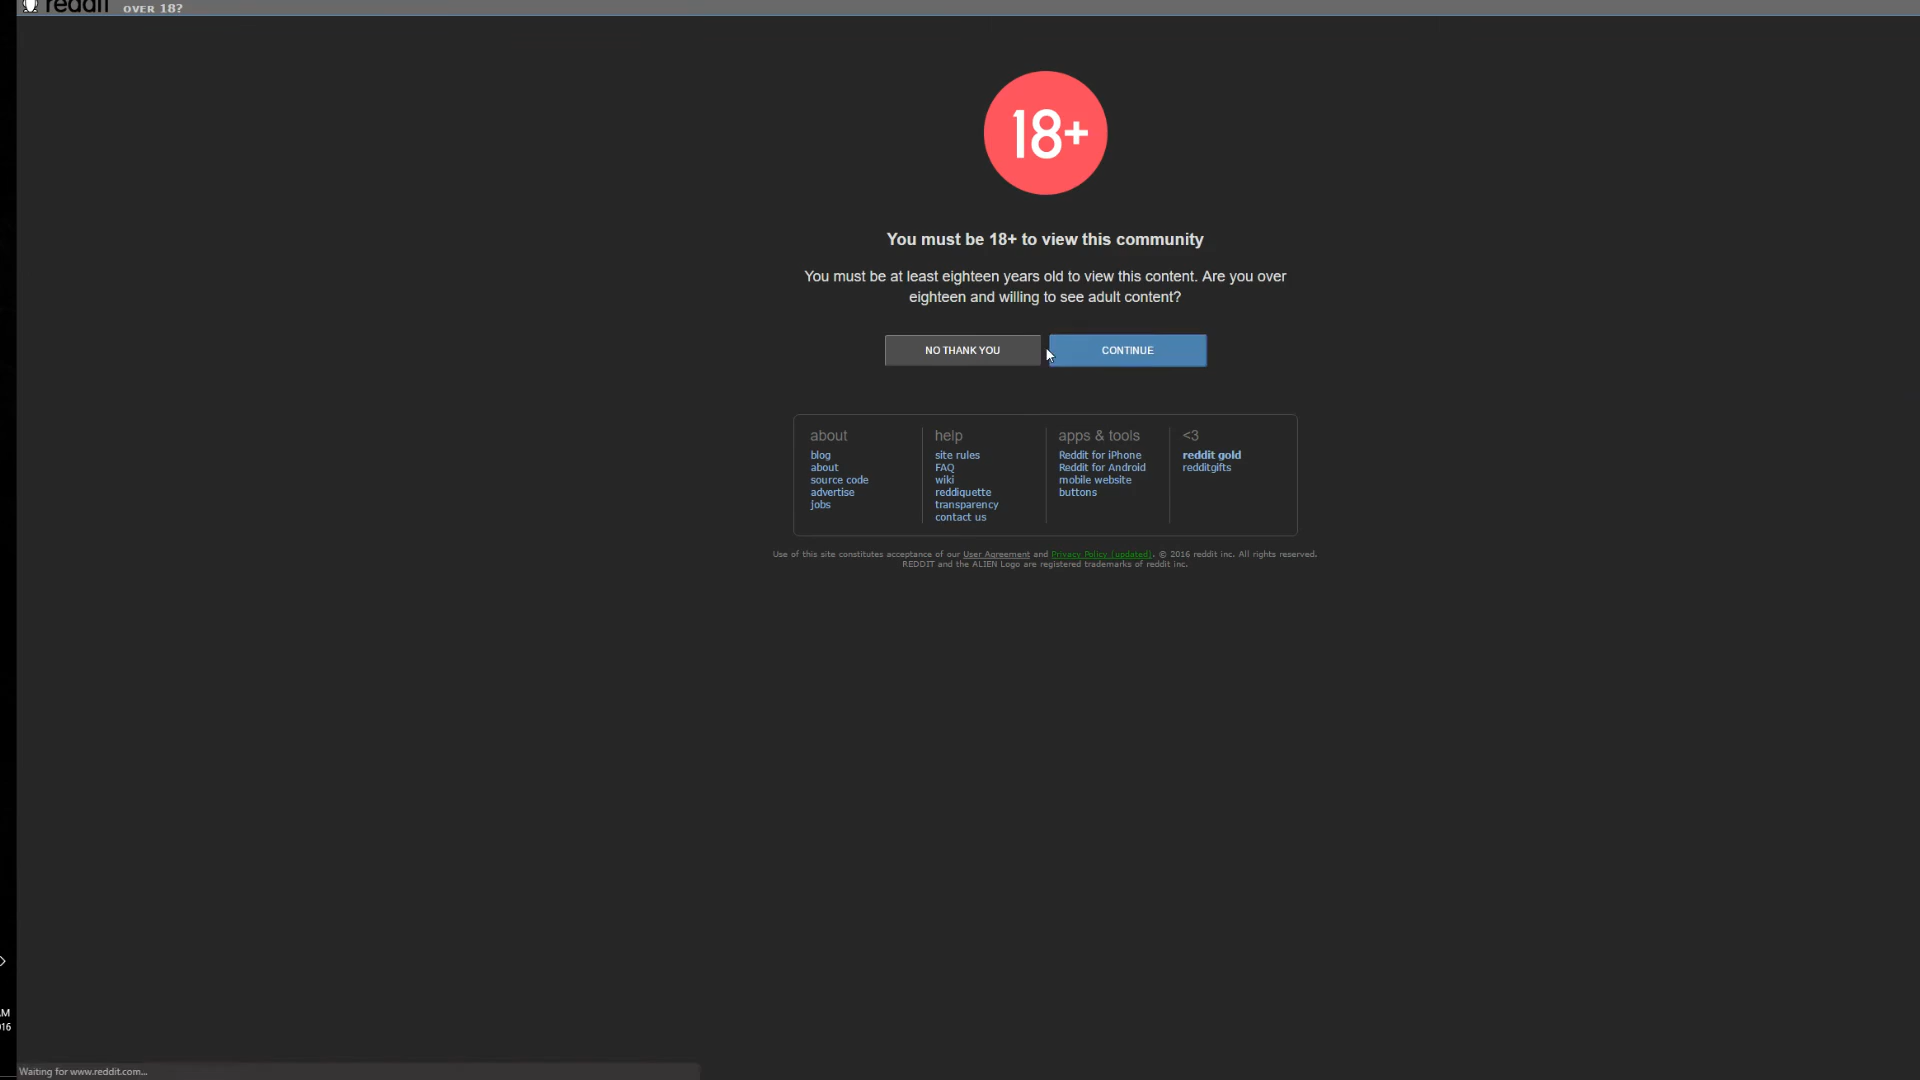 reddit OVER 18?
18+
You must be 18+ to view this community
You must be at least eighteen years old to view this content. Are you over
eighteen and willing to see adult content?
NO THANK YOU
CONTINUE
about
blog
about
source code
advertise
jobs
help
site rules
FAQ
wiki
reddiquette
transparency
contact us
apps & tools
Reddit for iPhone
Reddit for Android
mobile website
buttons
<3
reddit gold
redditgifts
Use of this site constitutes acceptance of our User Agreement and Privacy Policy (updated). © 2016 reddit inc. All rights reserved.
REDDIT and the ALIEN Logo are registered trademarks of reddit inc.
Waiting for www.reddit.com...